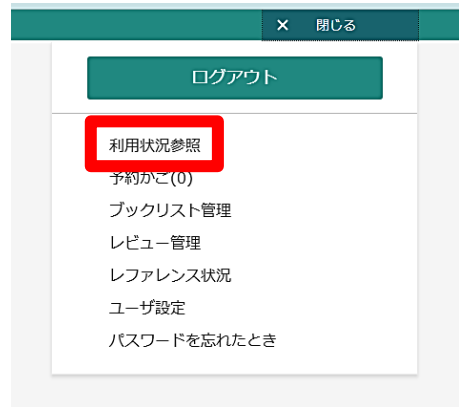 × 閉じる
ログアウト
利用状況参照
予約かご(0)
ブックリスト管理
レビュー管理
レファレンス状況
ユーザ設定
パスワードを忘れたとき